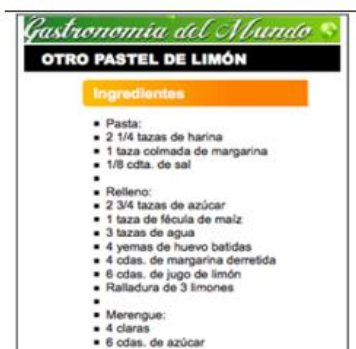 Gastronomía del Mundo
OTRO PASTEL DE LIMÓN
Ingredientes
Pasta:
2 1/4 tazas de harina
1 taza colmada de margarina
1/8 cdta. de sal
Relleno:
2 3/4 tazas de azúcar
1 taza de fécula de maíz
3 tazas de agua
4 yemas de huevo batidas
4 cdas. de margarina derretida
6 cdas. de jugo de limón
Ralladura de 3 limones
Merengue:
4 claras
6 cdas. de azúcar